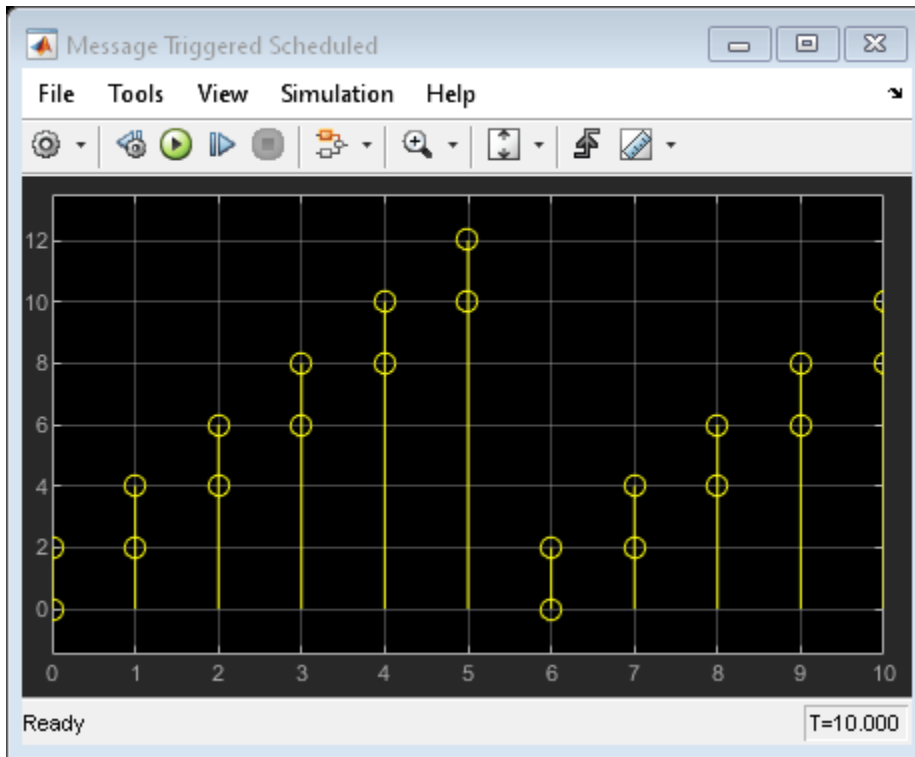 Message Triggered Scheduled
File Tools View Simulation Help
12
10
8
6
4
2
0
0 1 2 3 4 5 6 7 8 9 10
Ready T=10.000